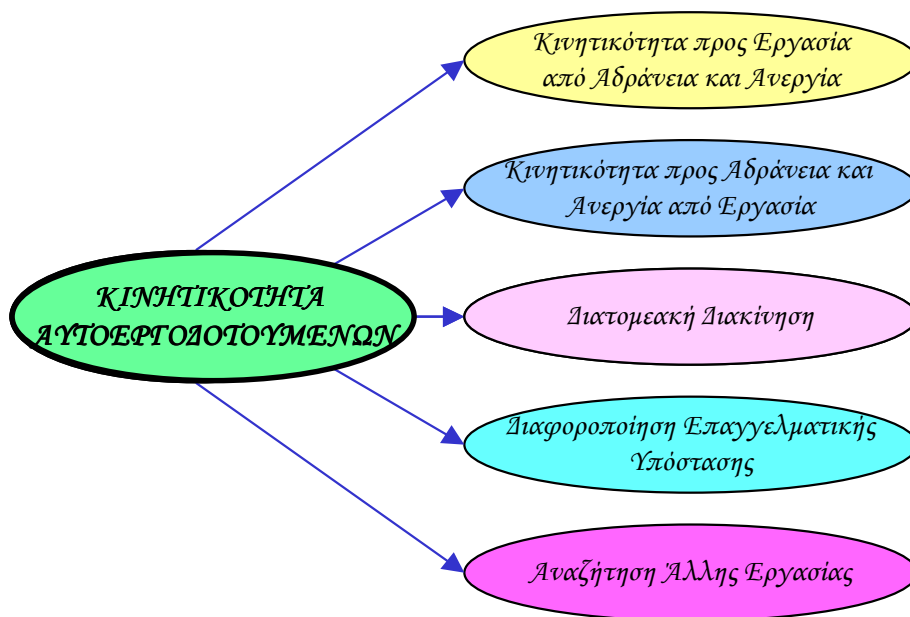 Κινητικότητα προς Εργασία
από Αδράνεια και Ανεργία
Κινητικότητα προς Αδράνεια και
Ανεργία από Εργασία
ΚΙΝΗΤΙΚΟΤΗΤΑ
ΑΥΤΟΕΡΓΟΔΟΤΟΥΜΕΝΩΝ
Διατομεακή Διακίνηση
Διαφοροποίηση Επαγγελματικής
Υπόστασης
Αναζήτηση Άλλης Εργασίας